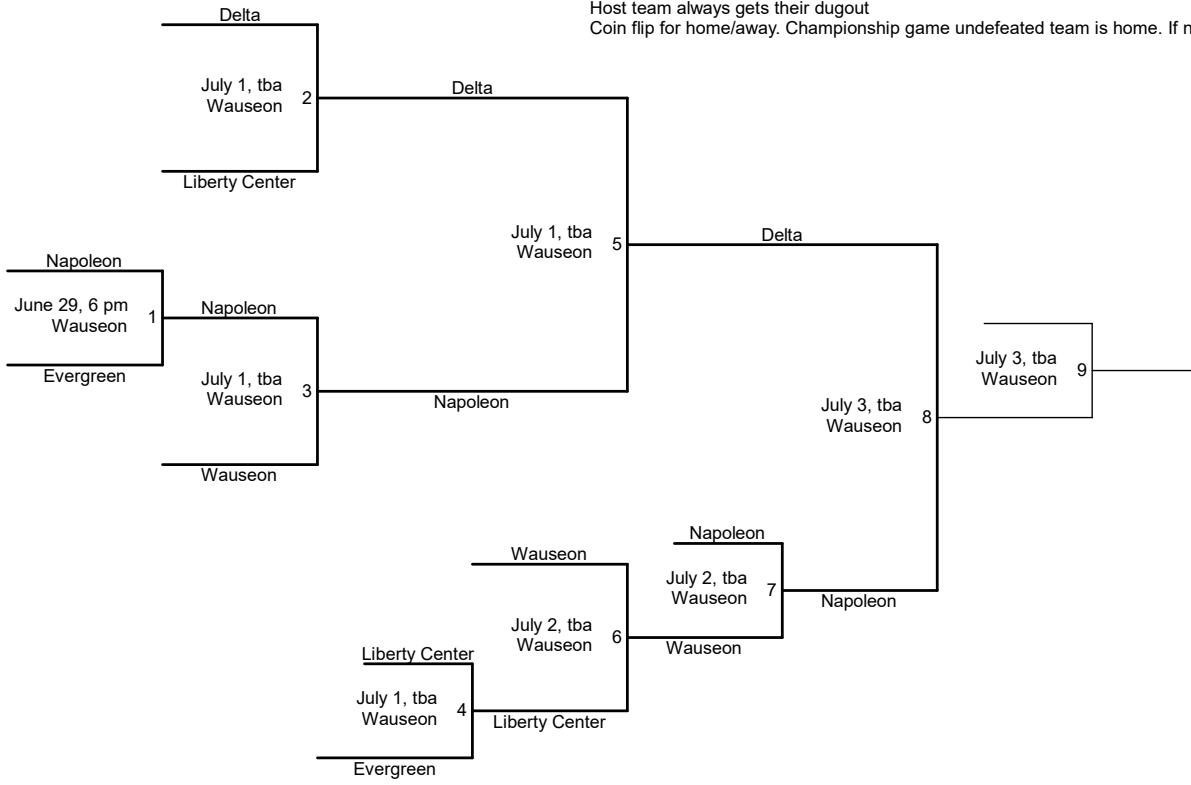 Host team always gets their dugout
Coin flip for home/away. Championship game undefeated team is home. If
Delta
July 1, tba
Wauseon
2
Liberty Center
Delta
July 1, tba
Wauseon
5
Delta
Napoleon
June 29, 6 pm
Wauseon
1
Evergreen
Napoleon
July 1, tba
Wauseon
3
Wauseon
Napoleon
July 3, tba
Wauseon
9
July 3, tba
Wauseon
8
Napoleon
July 2, tba
Wauseon
7
Napoleon
Wauseon
July 2, tba
Wauseon
6
Wauseon
Liberty Center
July 1, tba
Wauseon
4
Liberty Center
Evergreen